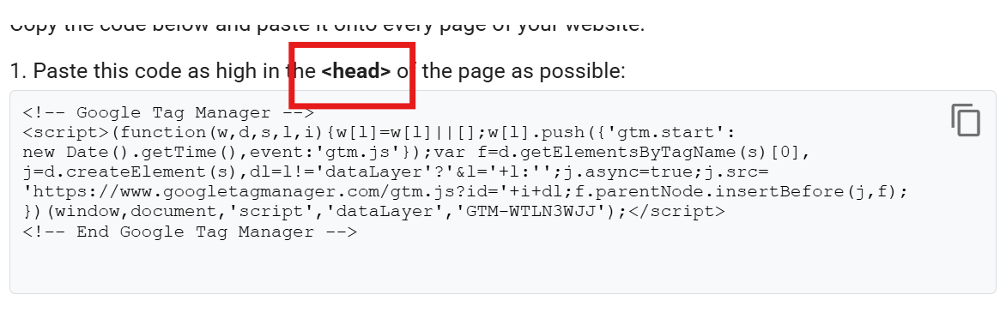 Copy the code below and paste it onto every page of your website.
1. Paste this code as high in the <head> of the page as possible:
<!-- Google Tag Manager -->
<script>(function(w,d,s,l,i){w[l]=w[l]||[];w[l].push({'gtm.start':
new Date().getTime(),event:'gtm.js'});var f=d.getElementsByTagName(s)[0],
j=d.createElement(s),dl=l!='dataLayer'?'&l='+l:'';j.async=true;j.src=
'https://www.googletagmanager.com/gtm.js?id='+i+dl;f.parentNode.insertBefore(j,f);
})(window,document,'script','dataLayer','GTM-WTLN3WJJ');</script>
<!-- End Google Tag Manager -->